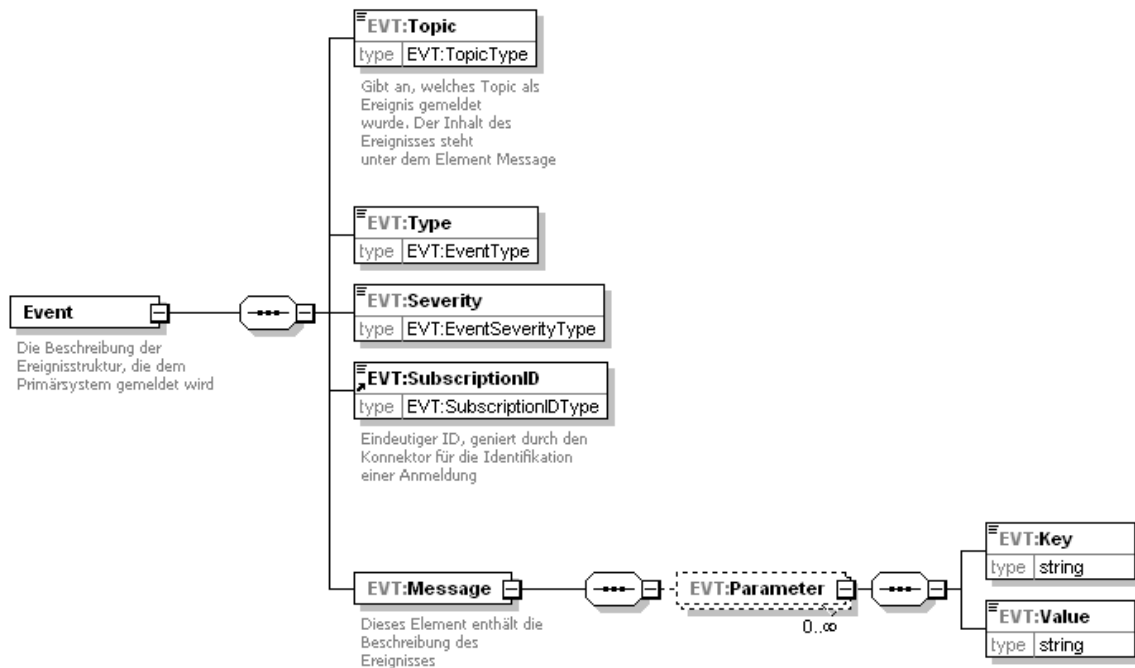 EVT:Topic
type EVT:TopicType
Gibt an, welches Topic als
Ereignis gemeldet
wurde. Der Inhalt des
Ereignisses steht
unter dem Element Message
EVT:Type
type EVT:EventType
EVT:Severity
type EVT:EventSeverityType
Event
Die Beschreibung der
Ereignisstruktur, die dem
Primärsystem gemeldet wird
EVT:SubscriptionID
type EVT:SubscriptionIDType
Eindeutiger ID, geniert durch den
Konnektor für die Identifikation
einer Anmeldung
EVT:Message
Dieses Element enthält die
Beschreibung des
Ereignisses
EVT:Parameter
0..∞
EVT:Key
type string
EVT:Value
type string